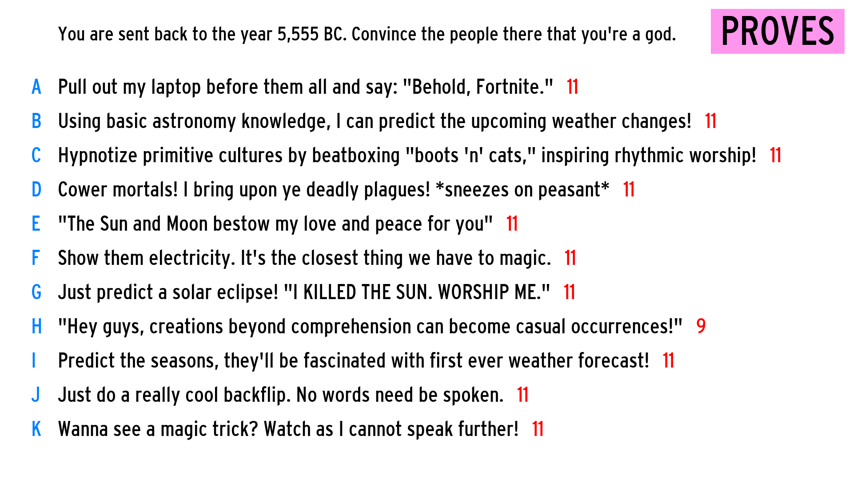 You are sent back to the year 5,555 BC. Convince the people there that you're a god. PROVES
A Pull out my laptop before them all and say: "Behold, Fortnite." 11
B Using basic astronomy knowledge, I can predict the upcoming weather changes! 11
C Hypnotize primitive cultures by beatboxing "boots 'n' cats," inspiring rhythmic worship! 11
D Cower mortals! I bring upon ye deadly plagues! *sneezes on peasant* 11
E "The Sun and Moon bestow my love and peace for you" 11
F Show them electricity. It's the closest thing we have to magic. 11
G Just predict a solar eclipse! "I KILLED THE SUN. WORSHIP ME." 11
H "Hey guys, creations beyond comprehension can become casual occurrences!" 9
I Predict the seasons, they'll be fascinated with first ever weather forecast! 11
J Just do a really cool backflip. No words need be spoken. 11
K Wanna see a magic trick? Watch as I cannot speak further! 11